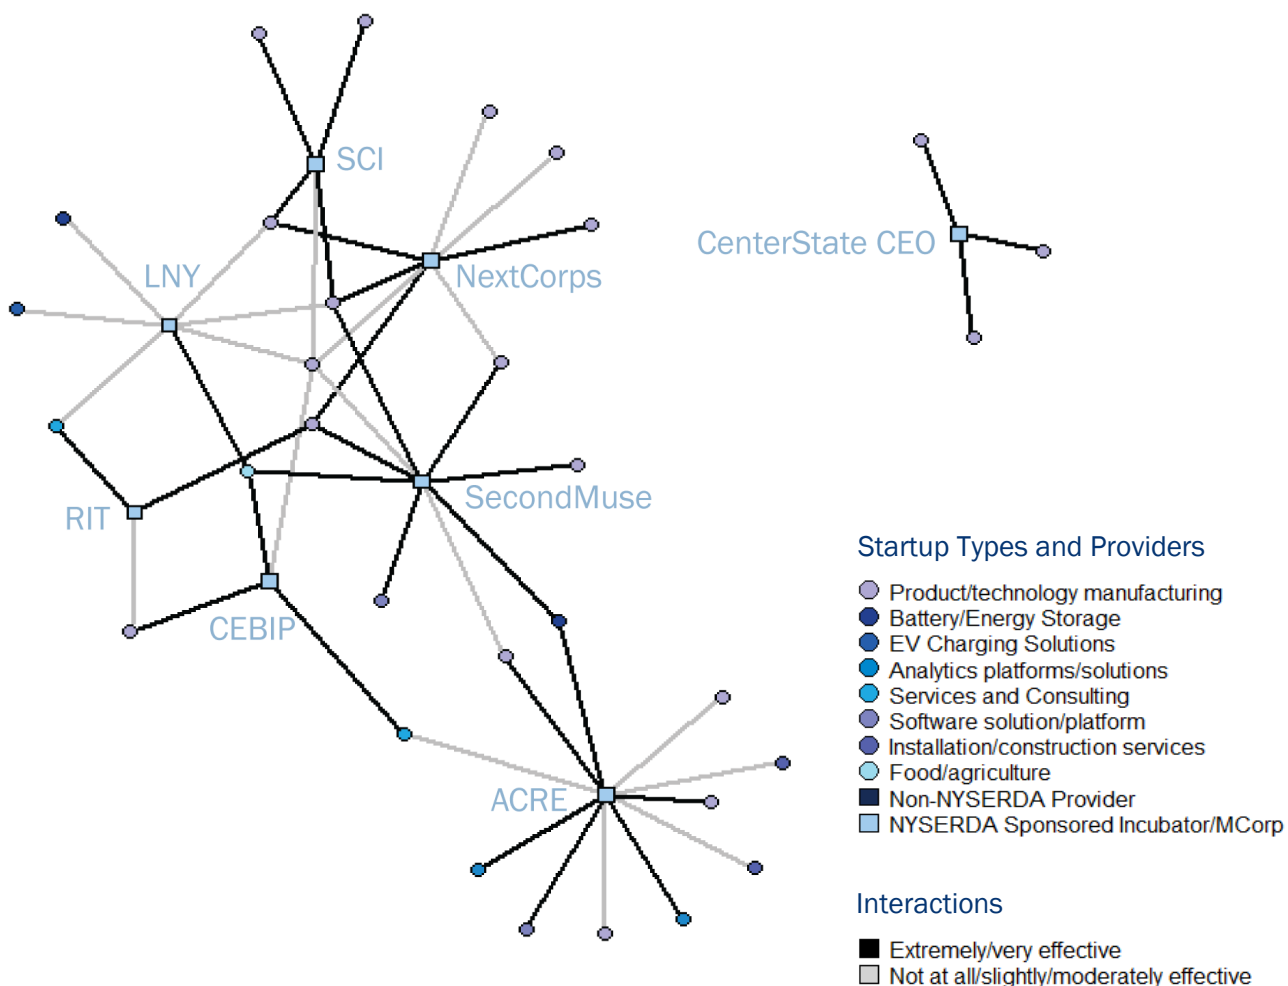 SCI
CenterState CEO
LNY
NextCorps
SecondMuse
RIT
CEBIP
ACRE
Startup Types and Providers
Product/technology manufacturing
Battery/Energy Storage
EV Charging Solutions
Analytics platforms/solutions
Services and Consulting
Software solution/platform
Installation/construction services
Food/agriculture
Non-NYSERDA Provider
NYSERDA Sponsored Incubator/MCorp
Interactions
Extremely/very effective
Not at all/slightly/moderately effective